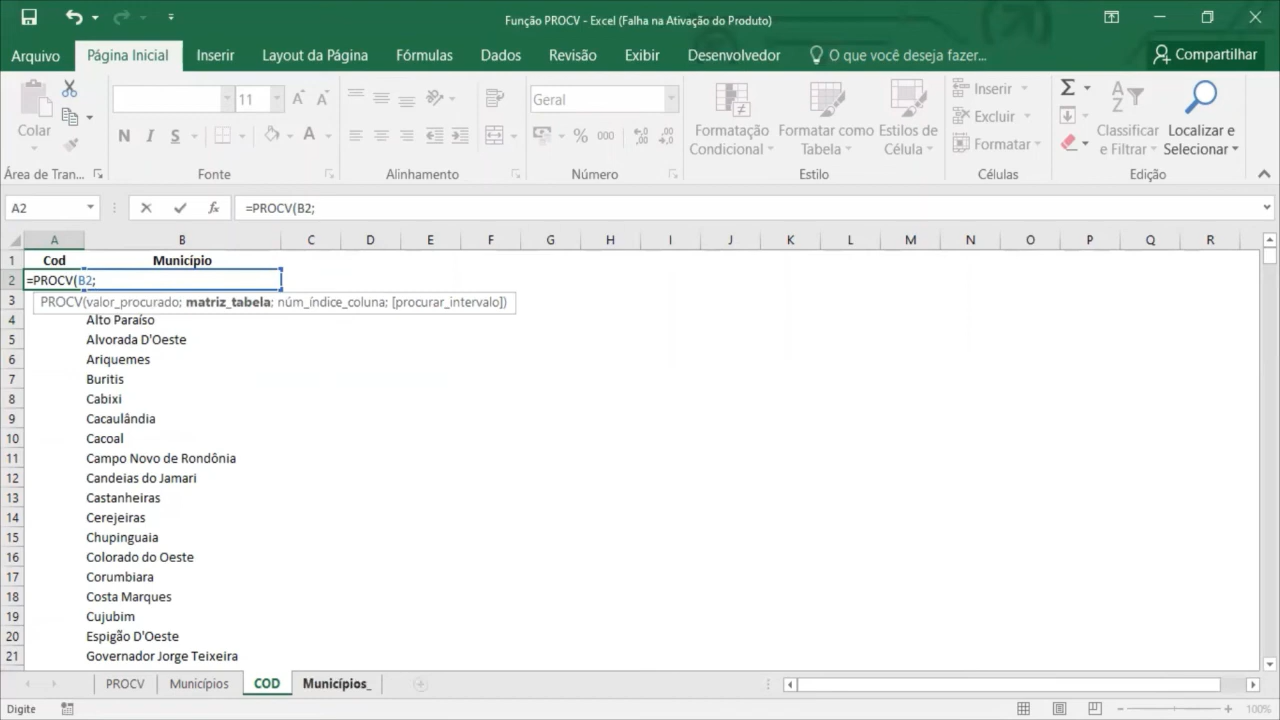 Função PROCV - Excel (Falha na Ativação do Produto)
Arquivo Página Inicial Inserir Layout da Página Fórmulas Dados Revisão Exibir Desenvolvedor O que você deseja fazer... Compartilhar
Colar
Área de Tran...
11
N I S A A A
Fonte
Alinhamento
Geral
% 000
Número
Formatação Condicional
Formatar como Tabela
Estilos de Célula
Estilo
Inserir
Excluir
Formatar
Células
Σ
Classificar e Filtrar
Localizar e Selecionar
Edição
A2 fx =PROCV(B2;
A B C D E F G H I J K L M N O P Q R
1 Cod Município
2 =PROCV(B2;
3 PROCV(valor_procurado; matriz_tabela; núm_índice_coluna; [procurar_intervalo])
4 Alto Paraíso
5 Alvorada D'Oeste
6 Ariquemes
7 Buritis
8 Cabixi
9 Cacaulândia
10 Cacoal
11 Campo Novo de Rondônia
12 Candeias do Jamari
13 Castanheiras
14 Cerejeiras
15 Chupinguaia
16 Colorado do Oeste
17 Corumbiara
18 Costa Marques
19 Cujubim
20 Espigão D'Oeste
21 Governador Jorge Teixeira
PROCV Municípios COD Municípios_
Digite 100%